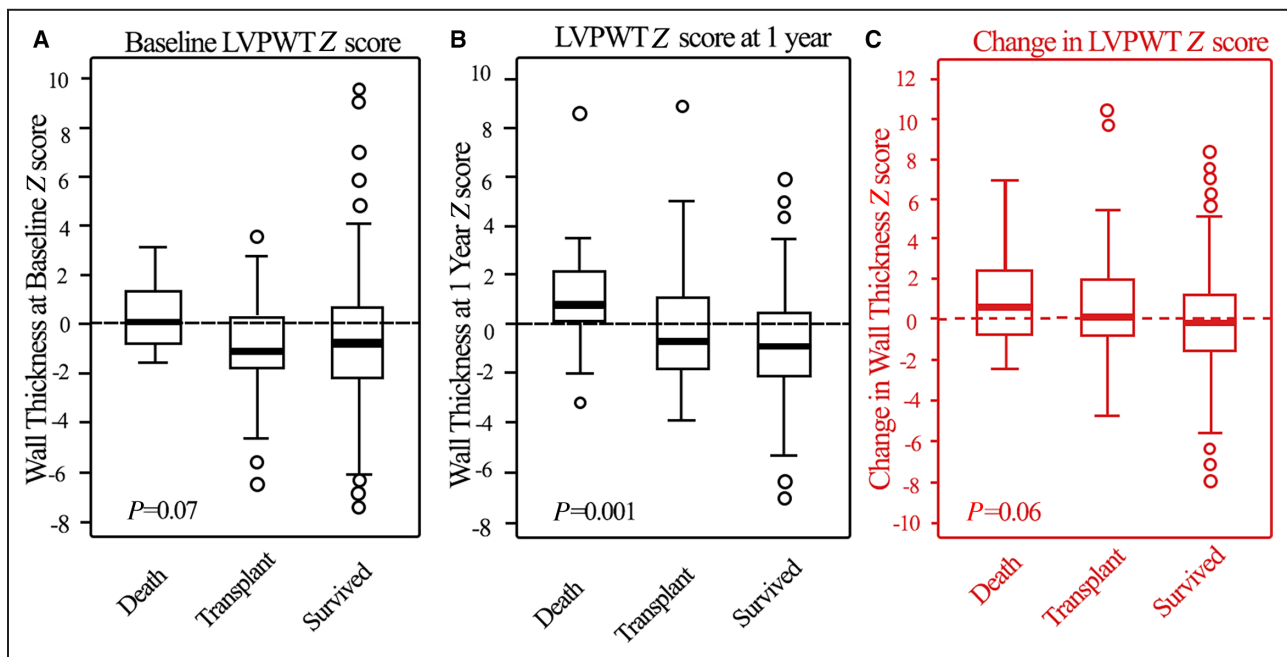 A
Baseline LVPWT Z score
Wall Thickness at Baseline Z score
10
8
6
4
2
0
-2
-4
-6
-8
P=0.07
Death
Transplant
Survived
B
LVPWT Z score at 1 year
Wall Thickness at 1 Year Z score
10
8
6
4
2
0
-2
-4
-6
-8
P=0.001
Death
Transplant
Survived
C
Change in LVPWT Z score
Change in Wall Thickness Z score
12
10
8
6
4
2
0
-2
-4
-6
-8
-10
P=0.06
Death
Transplant
Survived